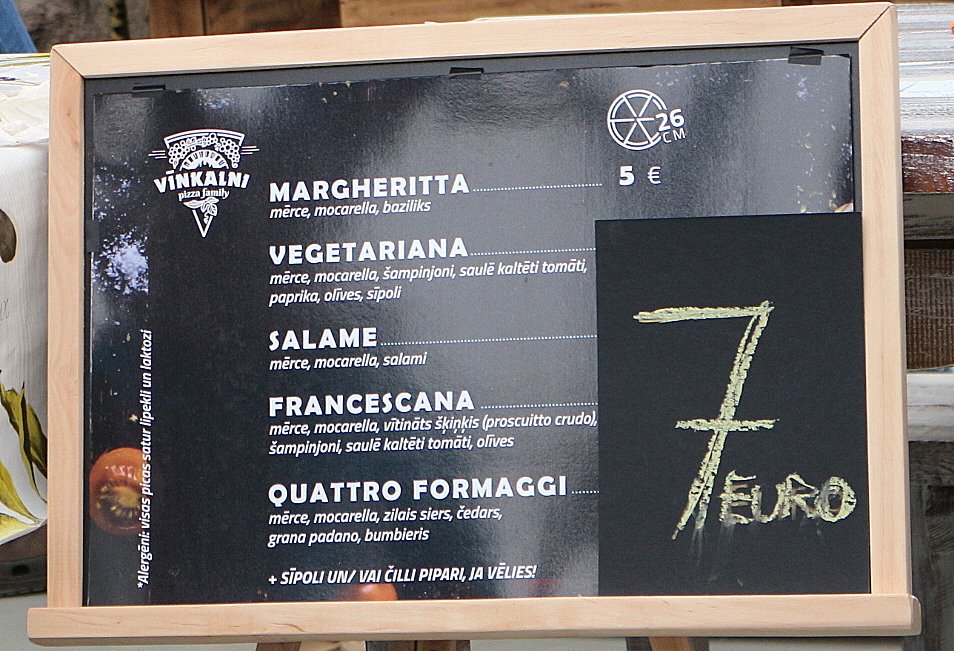 VĪNKALNI
pizza family
26
CM
MARGHERITTA 5 €
mērce, mocarella, baziliks
VEGETARIANA
mērce, mocarella, šampinjoni, saulē kaltēti tomāti,
paprika, olīves, sīpoli
SALAME
mērce, mocarella, salami
FRANCESCANA
mērce, mocarella, vītināts šķiņķis (proscuitto crudo),
šampinjoni, saulē kaltēti tomāti, olīves
QUATTRO FORMAGGI
mērce, mocarella, zilais siers, čedars,
grana padano, bumbieris
+ SĪPOLI UN/ VAI ČILLI PIPARI, JA VĒLIES!
7 EURO
*Alergēni: visas picas satur lipekli un laktozi